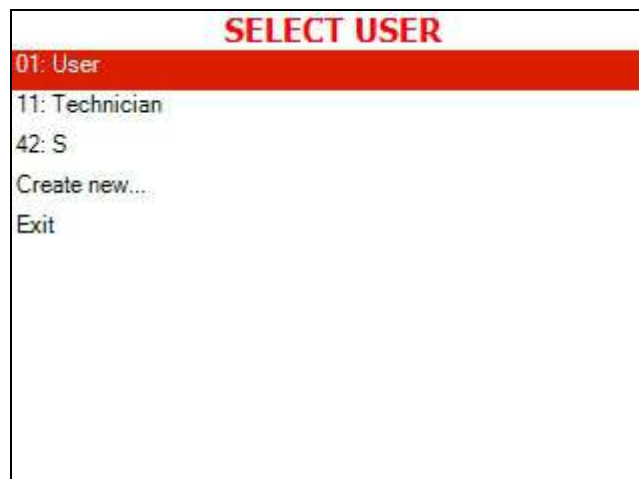 SELECT USER
01: User
11: Technician
42: S
Create new...
Exit